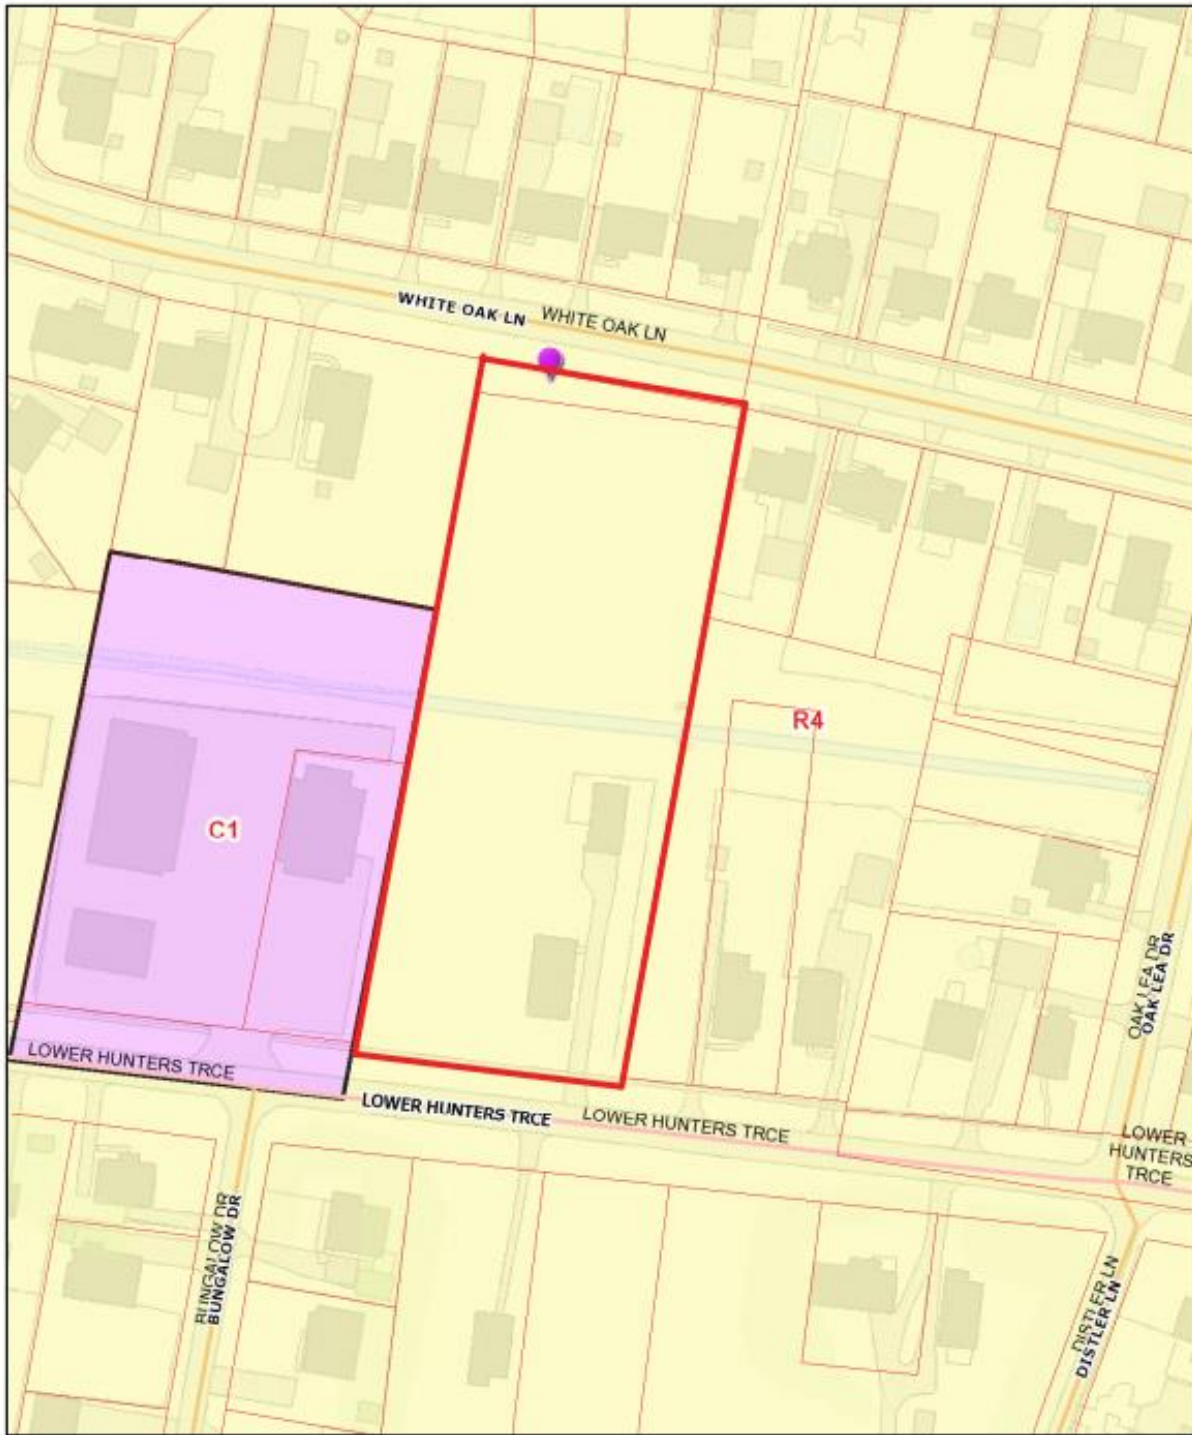 WHITE OAK LN
WHITE OAK LN
R4
C1
OAK LEA DR
OAK LEA DR
LOWER HUNTERS TRCE
LOWER HUNTERS TRCE
LOWER HUNTERS TRCE
LOWER
HUNTERS
TRCE
BUNGALOW DR
BUNGALOW DR
DISTLER LN
DISTLER LN